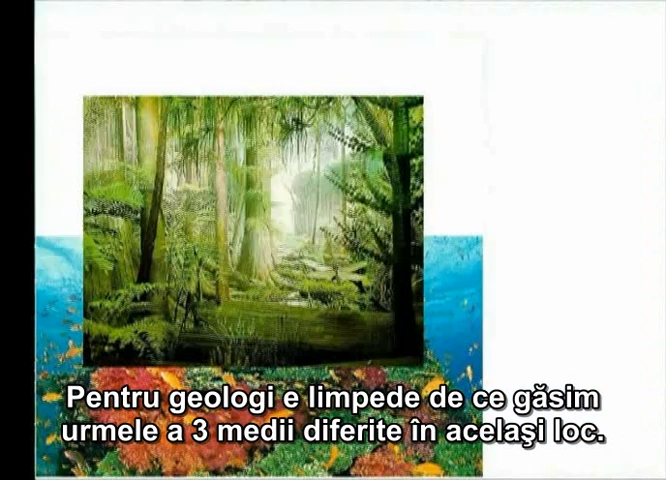 Pentru geologi e limpede de ce găsim
urmele a 3 medii diferite în acelaşi loc.